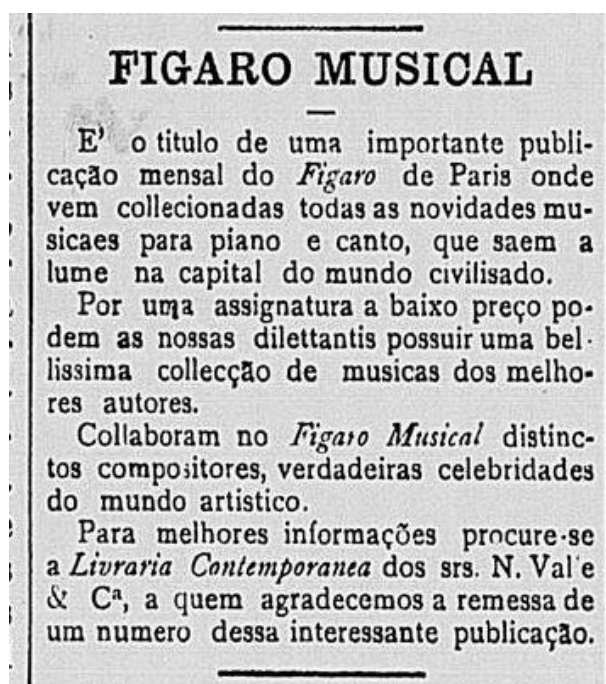 FIGARO MUSICAL
E' o titulo de uma importante publi-
cação mensal do Figaro de Paris onde
vem collecionadas todas as novidades mu-
sicaes para piano e canto, que saem a
lume na capital do mundo civilisado.
Por uma assignatura a baixo preço po-
dem as nossas dilettantis possuir uma bel-
lissima collecção de musicas dos melho-
res autores.
Collaboram no Figaro Musical distinc-
tos compositores, verdadeiras celebridades
do mundo artistico.
Para melhores informações procure-se
a Livraria Contemporanea dos srs. N. Valle
& Cª, a quem agradecemos a remessa de
um numero dessa interessante publicação.